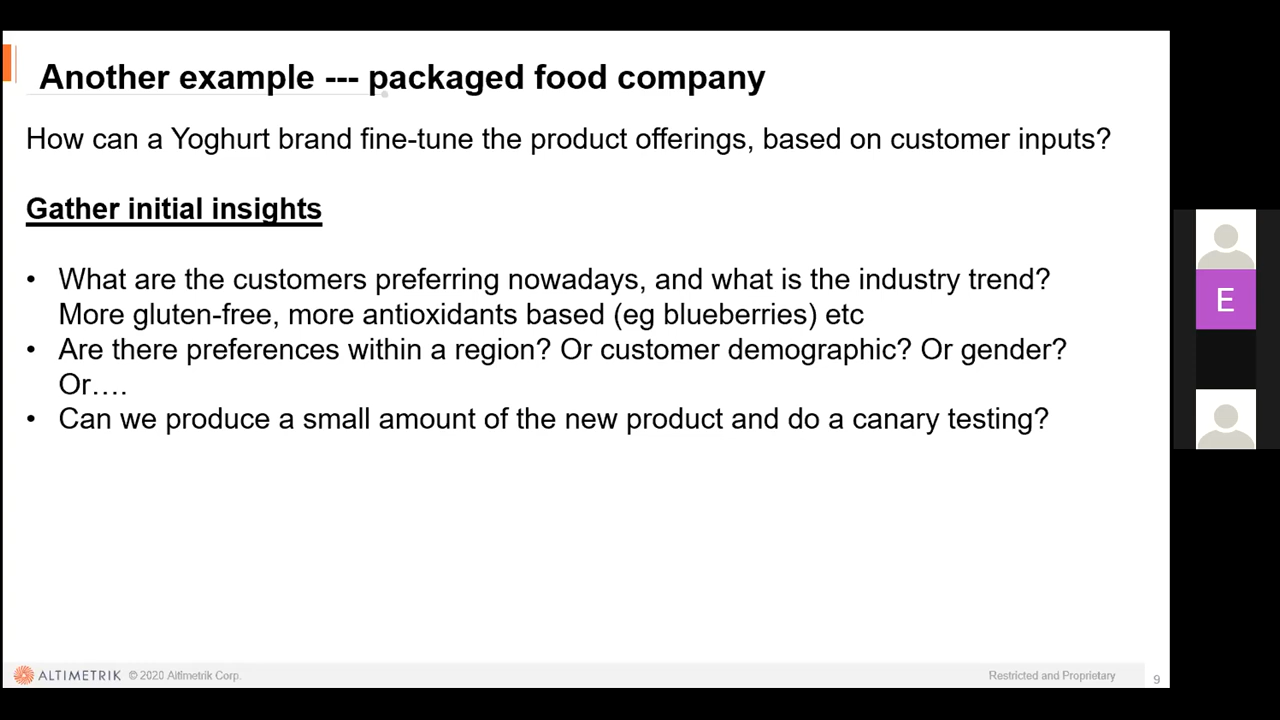 Another example --- packaged food company
How can a Yoghurt brand fine-tune the product offerings, based on customer inputs?
Gather initial insights
• What are the customers preferring nowadays, and what is the industry trend?
More gluten-free, more antioxidants based (eg blueberries) etc
• Are there preferences within a region? Or customer demographic? Or gender?
Or….
• Can we produce a small amount of the new product and do a canary testing?
E
ALTIMETRIK © 2020 Altimetrik Corp.
Restricted and Proprietary
9